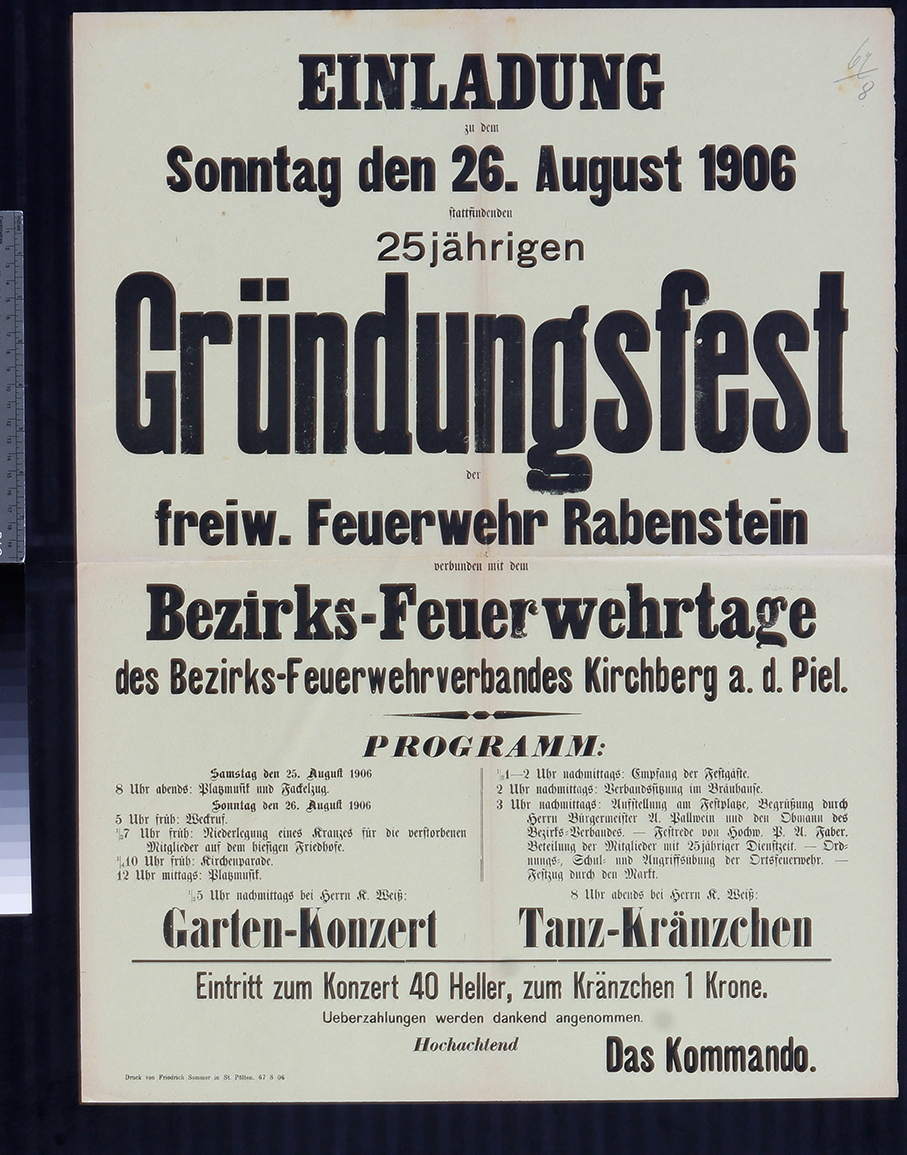 EINLADUNG
zu dem
Sonntag den 26. August 1906
stattfindenden
25jährigen
Gründungsfest
der
freiw. Feuerwehr Rabenstein
verbunden mit dem
Bezirks-Feuerwehrtage
des Bezirks-Feuerwehrverbandes Kirchberg a. d. Piel.
PROGRAMM:
Samstag den 25. August 1906
8 Uhr abends: Platzmusik und Fackelzug.
Sonntag den 26. August 1906
5 Uhr früh: Weckruf.
1/27 Uhr früh: Niederlegung eines Kranzes für die verstorbenen
Mitglieder auf dem hiesigen Friedhofe.
10 Uhr früh: Kirchenparade.
12 Uhr mittags: Platzmusik.
1/21—2 Uhr nachmittags: Empfang der Festgäste.
2 Uhr nachmittags: Verbandssitzung im Bräuhause.
3 Uhr nachmittags: Aufstellung am Festplatze, Begrüßung durch
Herrn Bürgermeister A. Pallwein und den Obmann des
Bezirks-Verbandes. — Festrede von Hochw. P. A. Faber.
Beteilung der Mitglieder mit 25jähriger Dienstzeit. — Ord-
nungs-, Schul- und Angriffsübung der Ortsfeuerwehr. —
Festzug durch den Markt.
1/25 Uhr nachmittags bei Herrn K. Weiß:
Garten-Konzert
8 Uhr abends bei Herrn K. Weiß:
Tanz-Kränzchen
Eintritt zum Konzert 40 Heller, zum Kränzchen 1 Krone.
Ueberzahlungen werden dankend angenommen.
Hochachtend
Das Kommando.
Druck von Friedrich Sommer in St. Pölten. 67 8 06
67
8